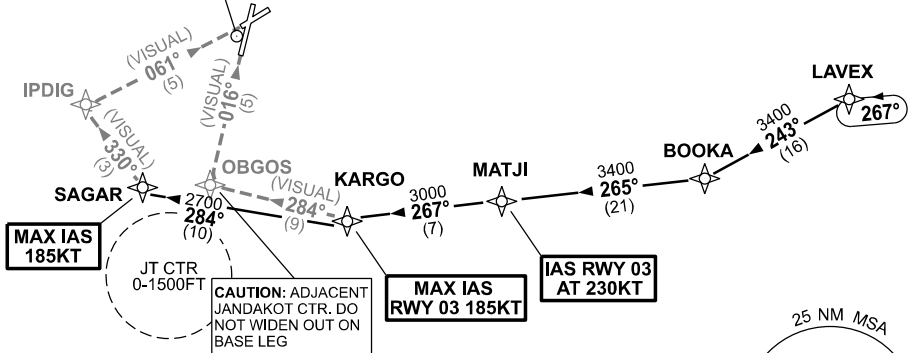 (VISUAL)
061°
(5)
IPDIG
(VISUAL)
016°
(5)
LAVEX
267°
3400
243°
(16)
BOOKA
(VISUAL)
330°
(3)
OBGOS
(VISUAL)
284°
(9)
KARGO
MATJI
3400
265°
(21)
3000
267°
(7)
SAGAR
2700
284°
(10)
MAX IAS
185KT
JT CTR
0-1500FT
CAUTION: ADJACENT
JANDAKOT CTR. DO
NOT WIDEN OUT ON
BASE LEG
MAX IAS
RWY 03 185KT
IAS RWY 03
AT 230KT
25 NM MSA